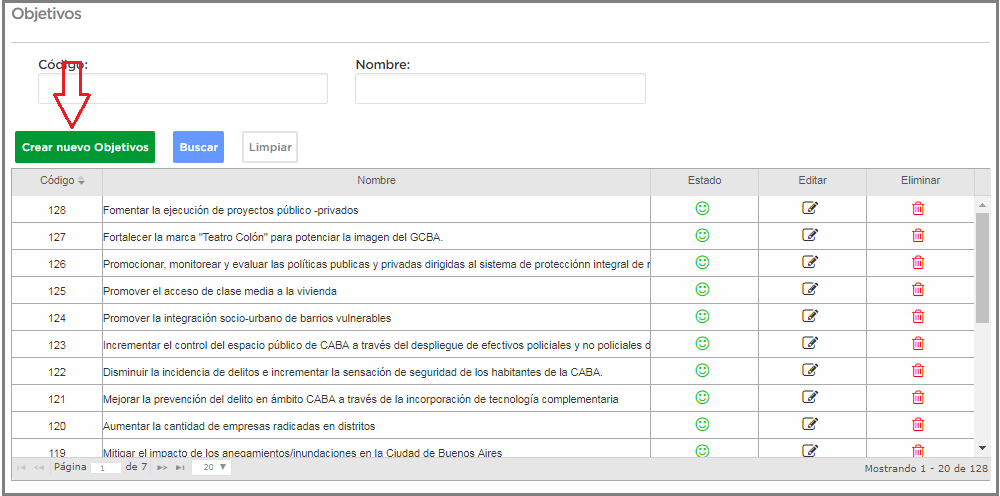 Objetivos
Código: Nombre:
Crear nuevo Objetivos Buscar Limpiar
Código Nombre Estado Editar Eliminar
128 Fomentar la ejecución de proyectos público -privados
127 Fortalecer la marca "Teatro Colón" para potenciar la imagen del GCBA.
126 Promocionar, monitorear y evaluar las políticas publicas y privadas dirigidas al sistema de protecciónn integral de
125 Promover el acceso de clase media a la vivienda
124 Promover la integración socio-urbano de barrios vulnerables
123 Incrementar el control del espacio público de CABA a través del despliegue de efectivos policiales y no policiales
122 Disminuir la incidencia de delitos e incrementar la sensación de seguridad de los habitantes de la CABA.
121 Mejorar la prevención del delito en ámbito CABA a través de la incorporación de tecnología complementaria
120 Aumentar la cantidad de empresas radicadas en distritos
119 Mitigar el impacto de los anegamientos/inundaciones en la Ciudad de Buenos Aires
Página 1 de 7 20 Mostrando 1 - 20 de 128